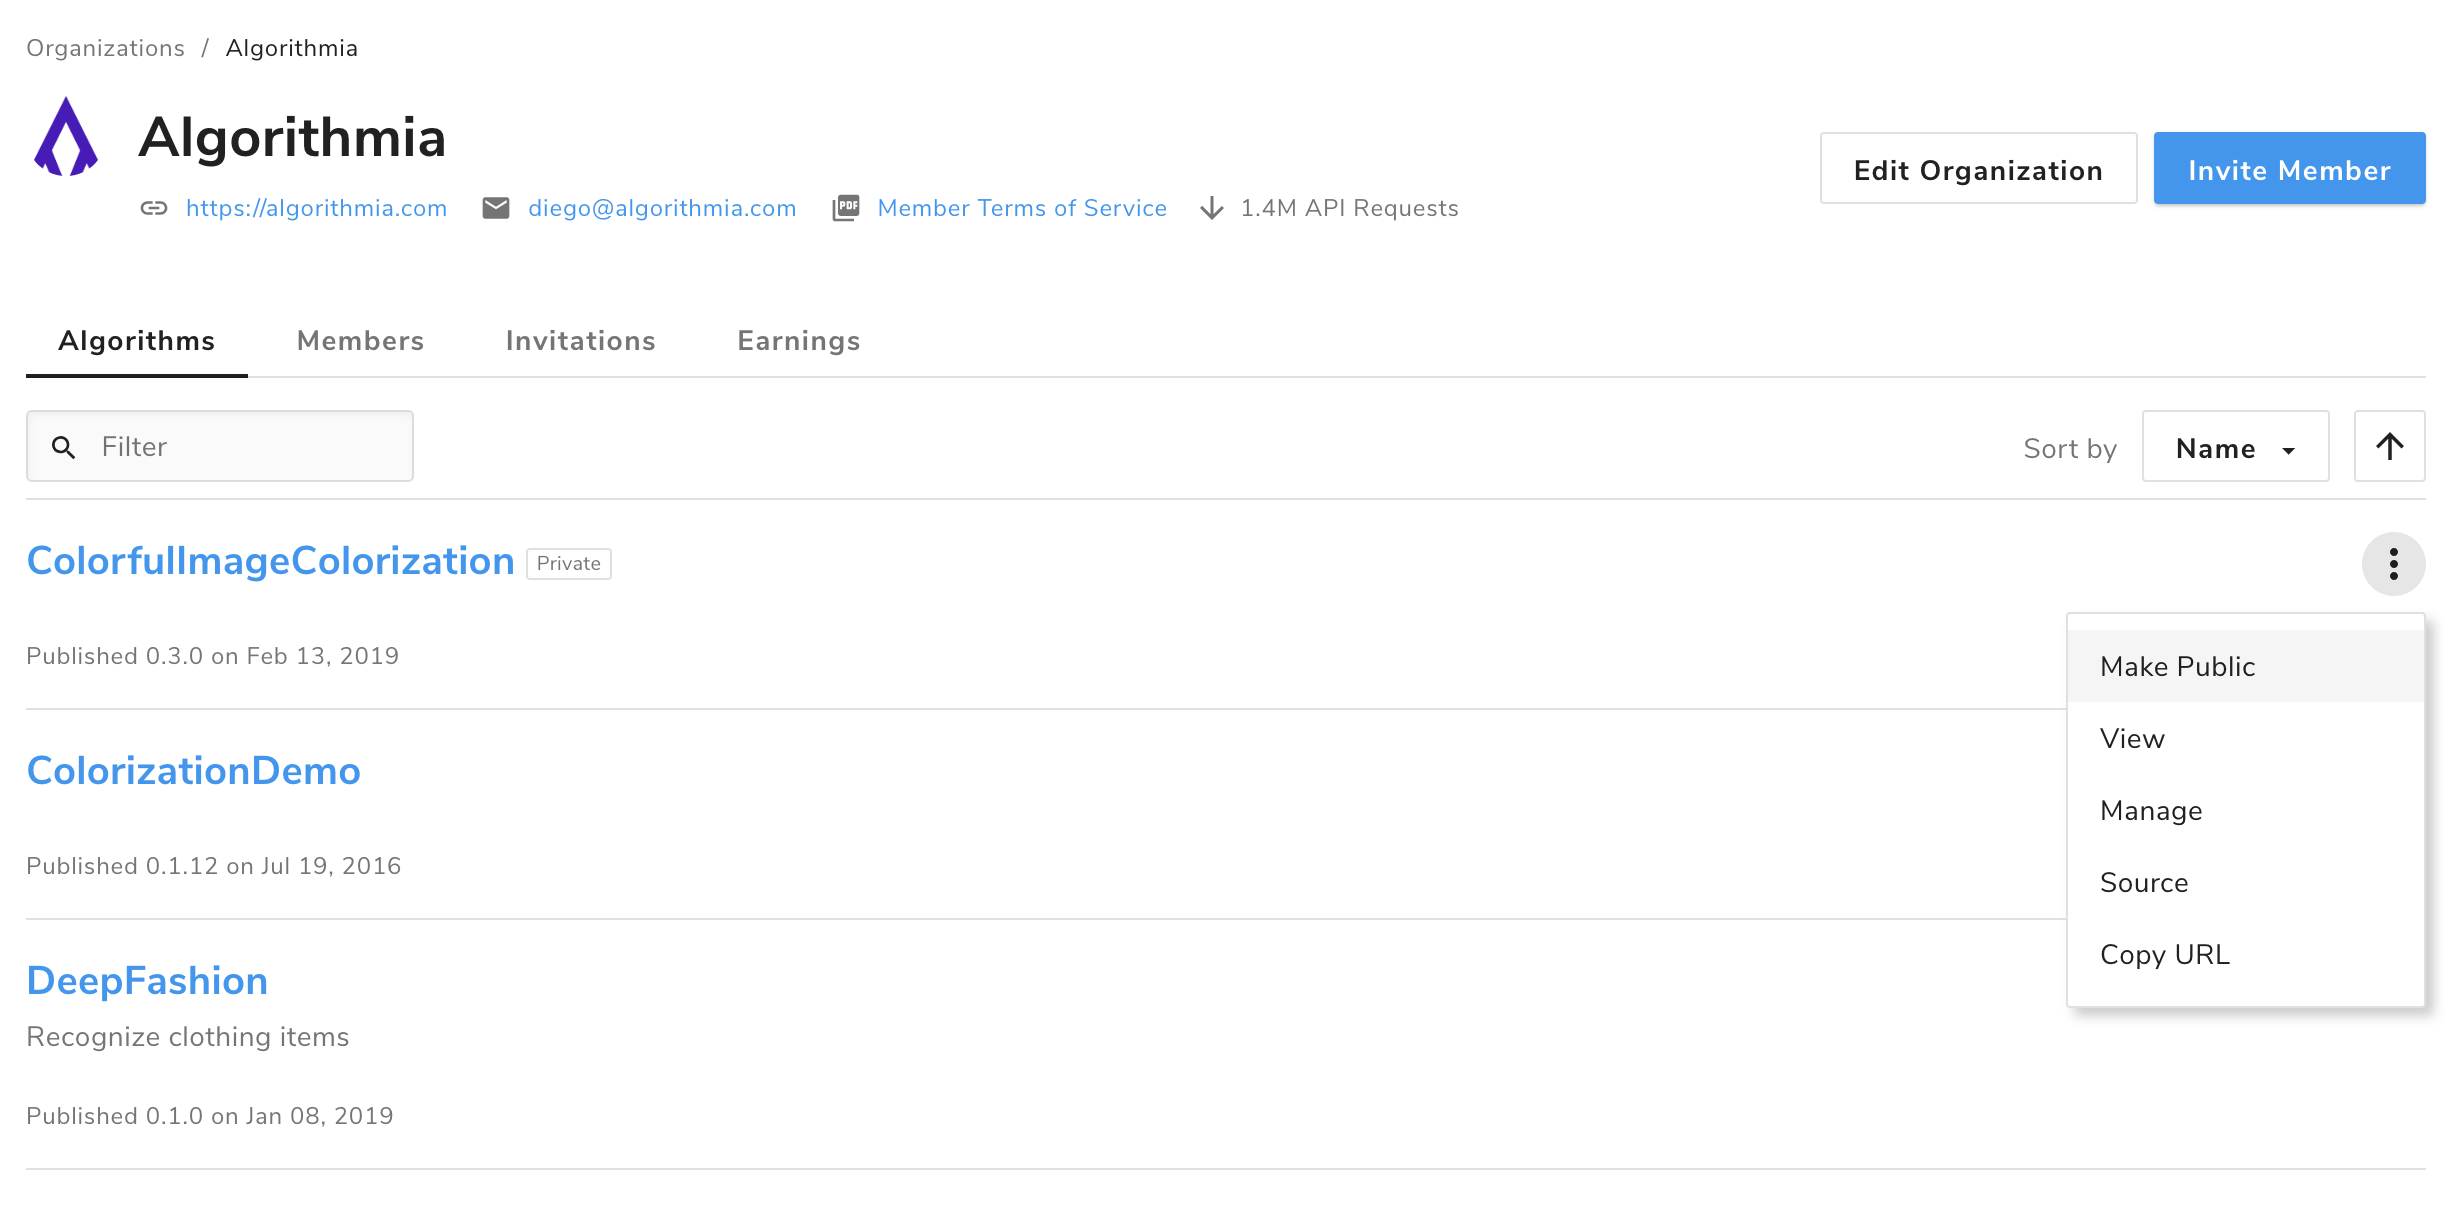 Organizations / Algorithmia
Algorithmia
https://algorithmia.com diego@algorithmia.com PDF Member Terms of Service 1.4M API Requests
Edit Organization Invite Member
Algorithms Members Invitations Earnings
Filter Sort by Name
ColorfulImageColorization Private
Published 0.3.0 on Feb 13, 2019
Make Public
View
Manage
Source
Copy URL
ColorizationDemo
Published 0.1.12 on Jul 19, 2016
DeepFashion
Recognize clothing items
Published 0.1.0 on Jan 08, 2019